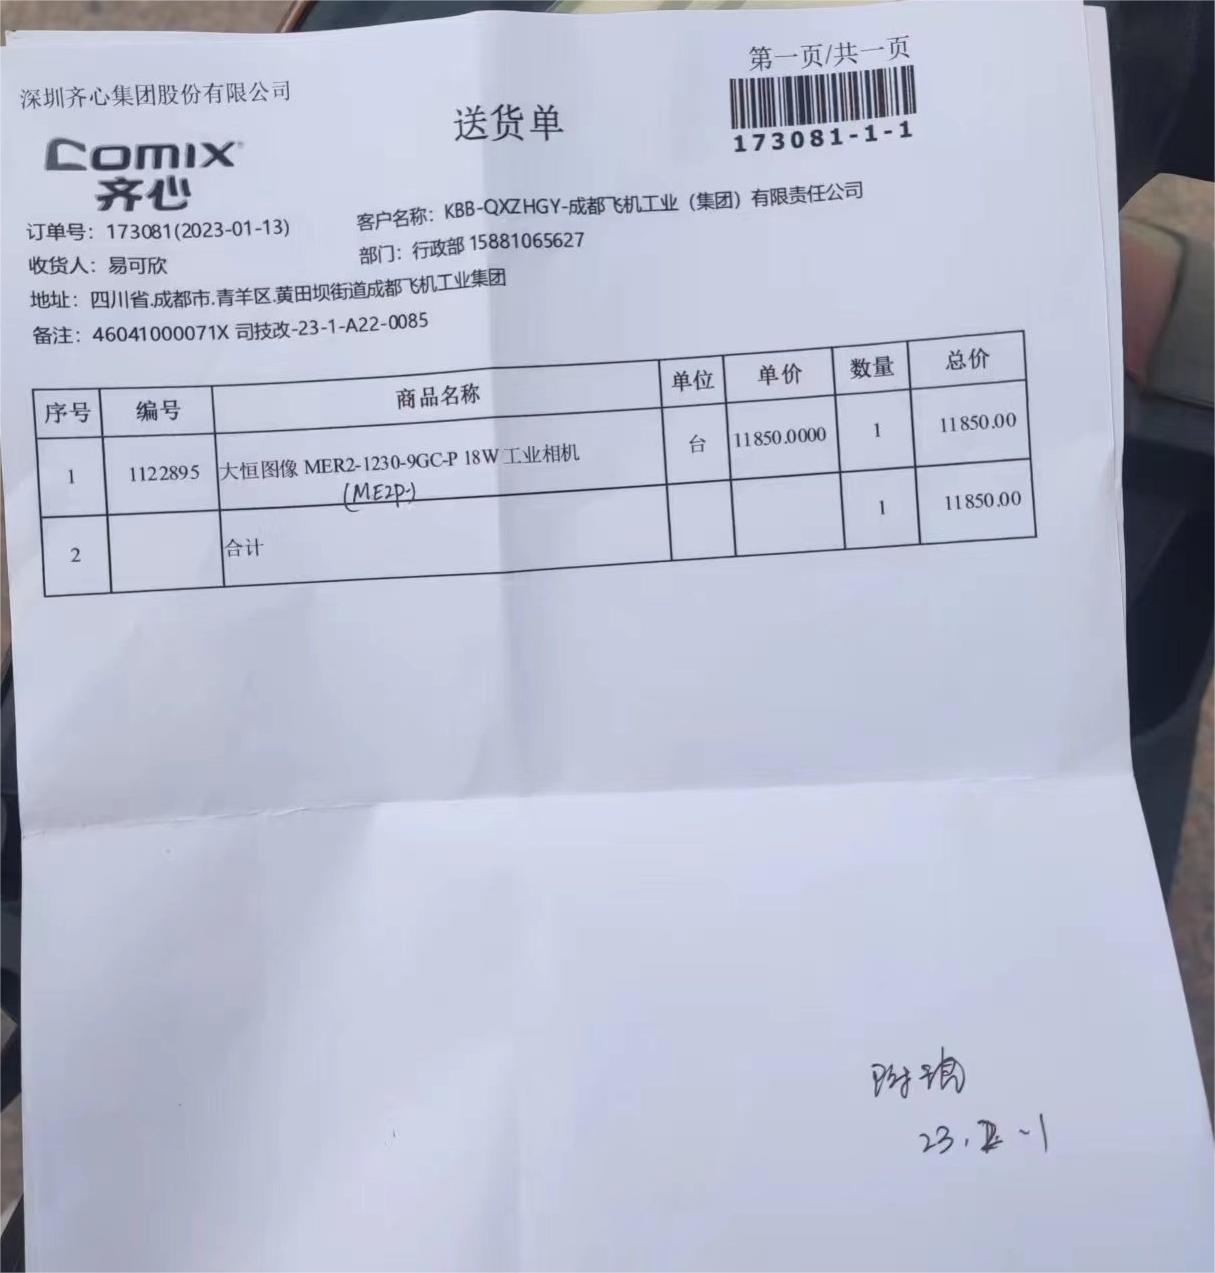 第一页/共一页
深圳齐心集团股份有限公司
送货单
173081-1-1
COMIX
齐心
订单号：173081(2023-01-13)
客户名称：KBB-QXZHGY-成都飞机工业（集团）有限责任公司
收货人：易可欣
部门：行政部 15881065627
地址：四川省.成都市.青羊区.黄田坝街道成都飞机工业集团
备注：46041000071X 司技改-23-1-A22-0085
序号 编号 商品名称 单位 单价 数量 总价
1 1122895 大恒图像 MER2-1230-9GC-P 18W 工业相机 台 11850.0000 1 11850.00
(ME2P-)
2 合计 1 11850.00